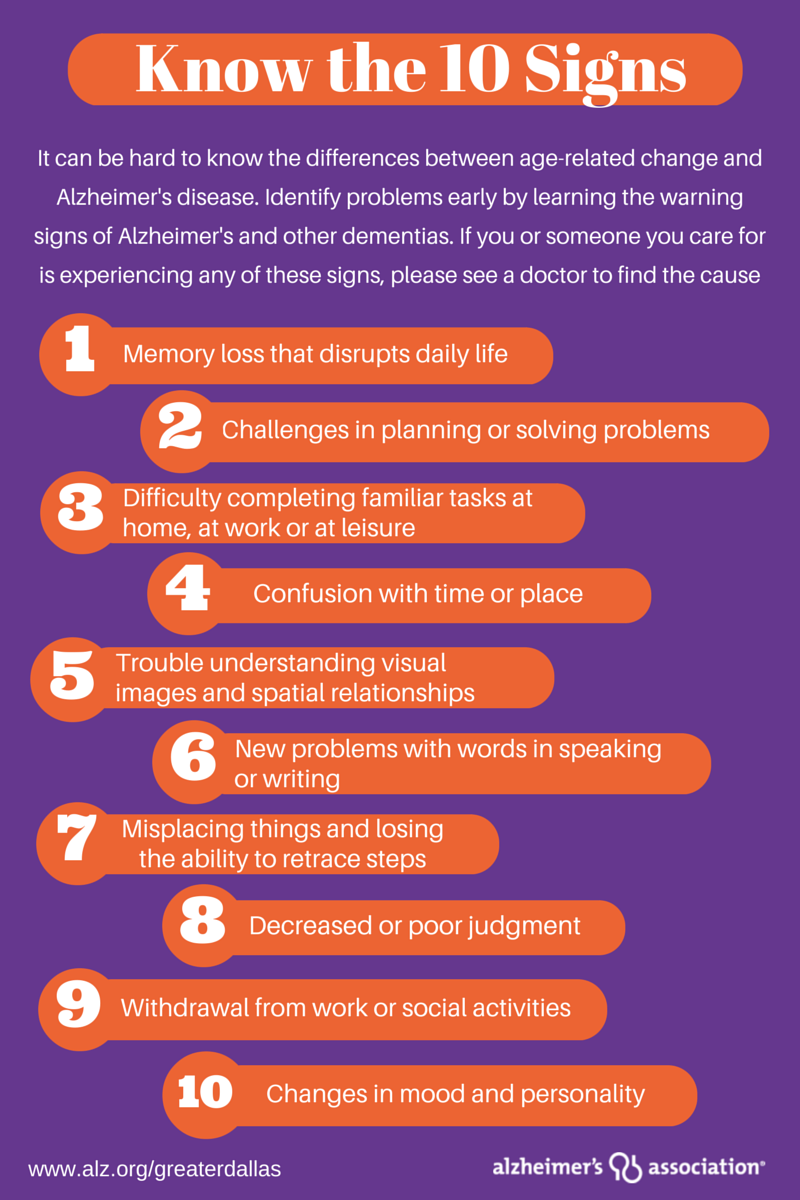 Know the 10 Signs
It can be hard to know the differences between age-related change and
Alzheimer's disease. Identify problems early by learning the warning
signs of Alzheimer's and other dementias. If you or someone you care for
is experiencing any of these signs, please see a doctor to find the cause
1 Memory loss that disrupts daily life
2 Challenges in planning or solving problems
3 Difficulty completing familiar tasks at
home, at work or at leisure
4 Confusion with time or place
5 Trouble understanding visual
images and spatial relationships
6 New problems with words in speaking
or writing
7 Misplacing things and losing
the ability to retrace steps
8 Decreased or poor judgment
9 Withdrawal from work or social activities
10 Changes in mood and personality
www.alz.org/greaterdallas
alzheimer's association®